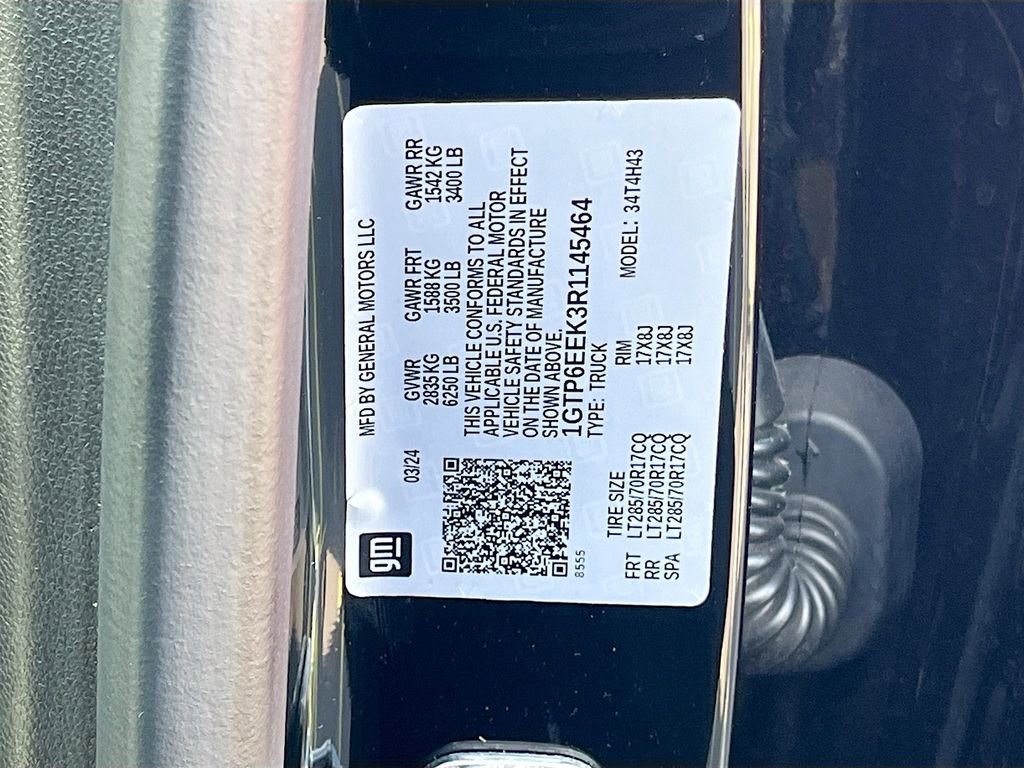 gm
MFD BY GENERAL MOTORS LLC
03/24 GVWR GAWR FRT GAWR RR
2835 KG 1588 KG 1542 KG
6250 LB 3500 LB 3400 LB
THIS VEHICLE CONFORMS TO ALL
APPLICABLE U.S. FEDERAL MOTOR
VEHICLE SAFETY STANDARDS IN EFFECT
ON THE DATE OF MANUFACTURE
SHOWN ABOVE.
1GTP6EEK3R1145464
8555 TYPE: TRUCK
TIRE SIZE RIM MODEL: 34T4H43
FRT LT285/70R17CQ 17X8J
RR LT285/70R17CQ 17X8J
SPA LT285/70R17CQ 17X8J